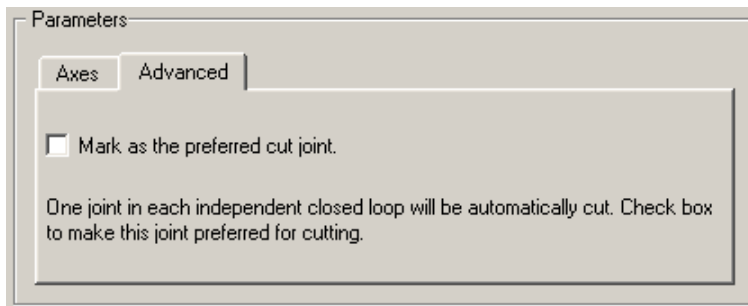 Parameters
Axes Advanced
Mark as the preferred cut joint.
One joint in each independent closed loop will be automatically cut. Check box
to make this joint preferred for cutting.